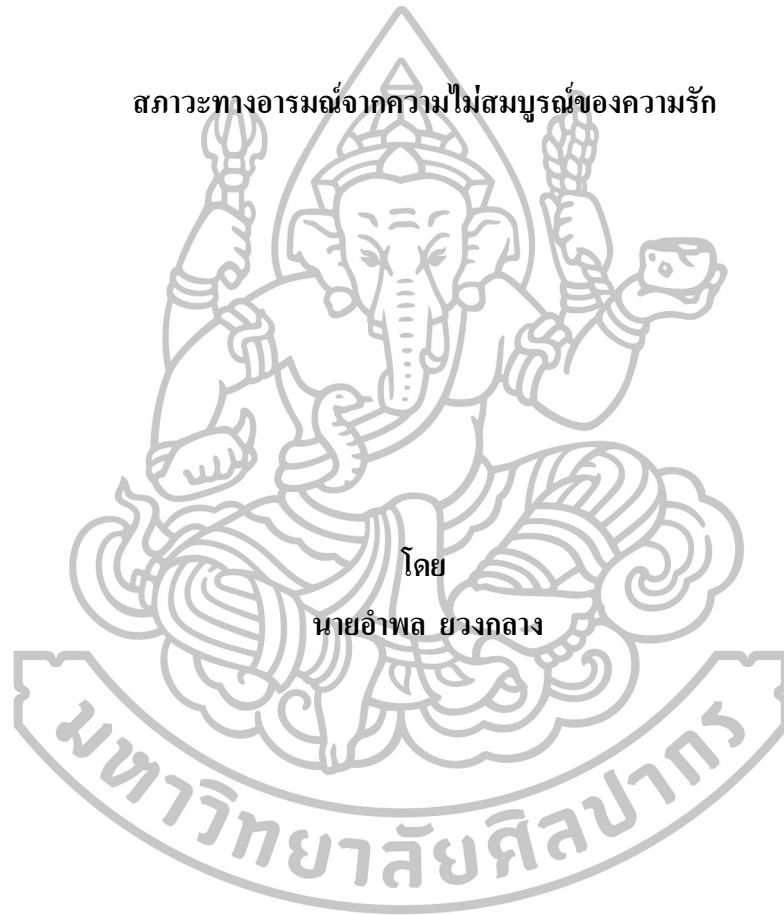 สภาวะทางอารมณ์จากความไม่สมบูรณ์ของความรัก
โดย
นายอำพล ยวงกลาง
มหาวิทยาลัยศิลปากร